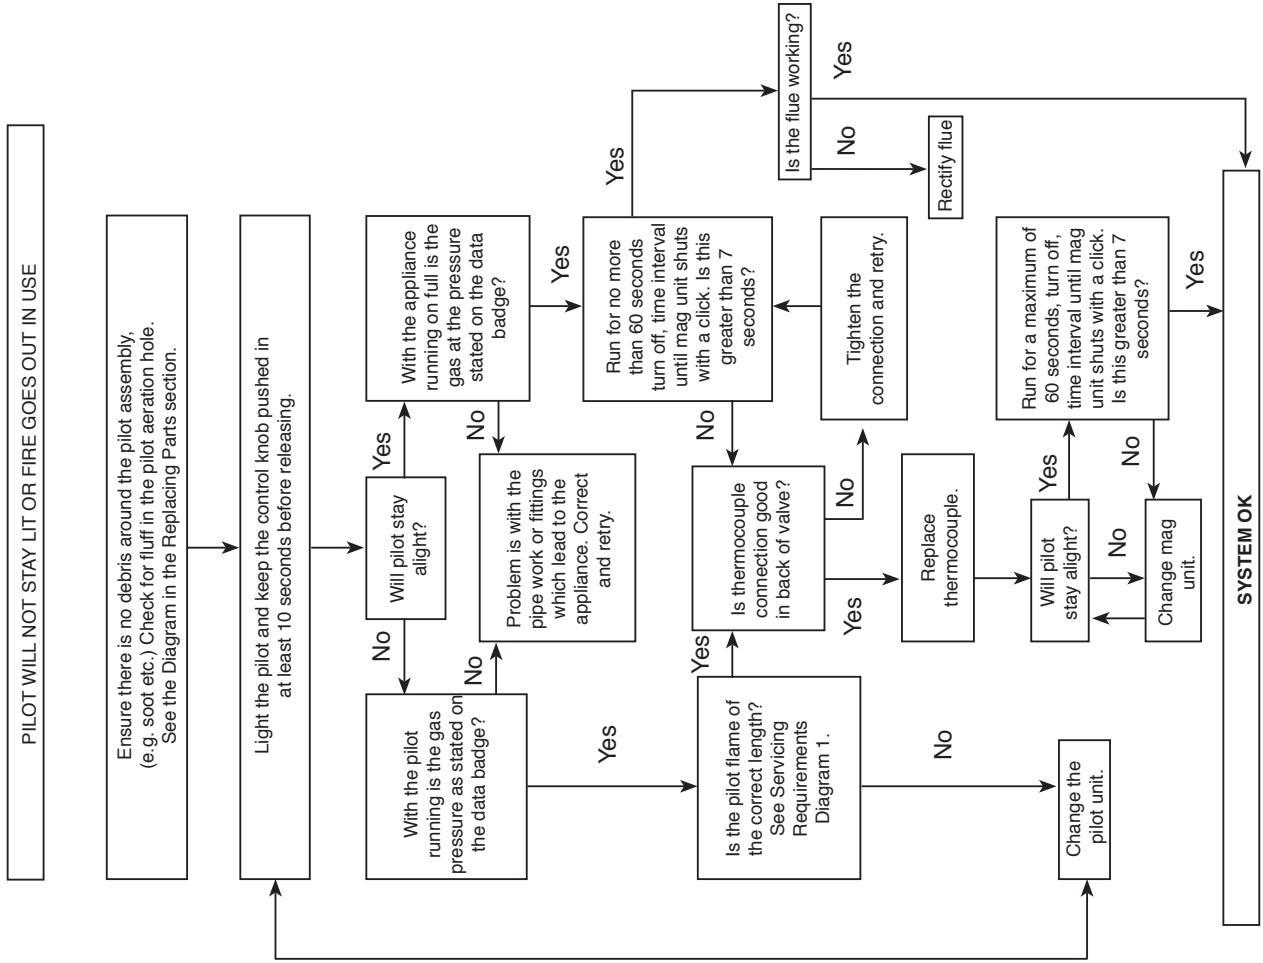 PILOT WILL NOT STAY LIT OR FIRE GOES OUT IN USE
Ensure there is no debris around the pilot assembly,
(e.g. soot etc.) Check for fluff in the pilot aeration hole.
See the Diagram in the Replacing Parts section.
Light the pilot and keep the control knob pushed in
at least 10 seconds before releasing.
Will pilot stay
alight?
No
Yes
With the pilot
running is the gas
pressure as stated on
the data badge?
No
Problem is with the
pipe work or fittings
which lead to the
appliance. Correct
and retry.
No
With the appliance
running on full is the
gas at the pressure
stated on the data
badge?
Yes
Yes
Is the pilot flame of
the correct length?
See Servicing
Requirements
Diagram 1.
Yes
Is thermocouple
connection good
in back of valve?
No
Run for no more
than 60 seconds
turn off, time interval
until mag unit shuts
with a click. Is this
greater than 7
seconds?
Yes
Is the flue working?
No
Yes
Rectify flue
Yes
No
Tighten the
connection and retry.
Replace
thermocouple.
No
Change the
pilot unit.
Will pilot
stay alight?
Yes
No
Change mag
unit.
No
Run for a maximum of
60 seconds, turn off,
time interval until mag
unit shuts with a click.
Is this greater than 7
seconds?
Yes
SYSTEM OK